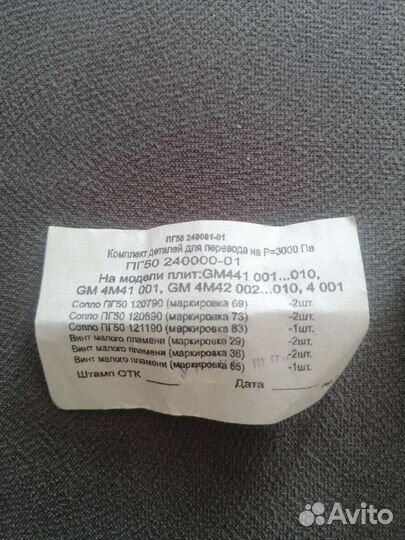 ПГ50 240001-01
Комплект деталей для перевода на Р=3000 Па
ПГ50 240000-01
На модели плит:GM441 001...010,
GM 4M41 001, GM 4M42 002...010, 4 001
Сопло ПГ50 120790 (маркировка 69) -2шт.
Сопло ПГ50 120890 (маркировка 73) -2шт.
Сопло ПГ50 121190 (маркировка 83) -1шт.
Винт малого пламени (маркировка 29) -2шт.
Винт малого пламени (маркировка 36) -2шт.
Винт малого пламени (маркировка 65) -1шт.
Штамп ОТК Дата
Avito